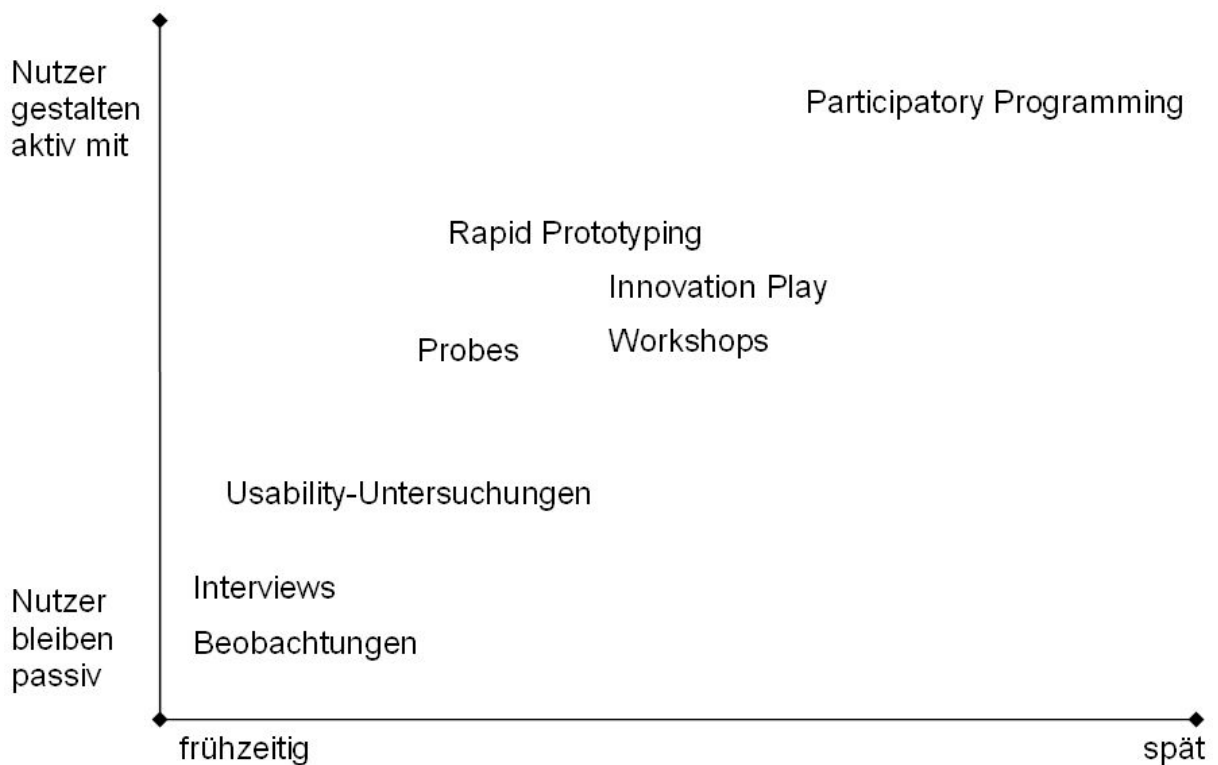 Nutzer
gestalten
aktiv mit
Participatory Programming
Rapid Prototyping
Innovation Play
Workshops
Probes
Usability-Untersuchungen
Interviews
Nutzer
bleiben
passiv
Beobachtungen
frühzeitig
spät